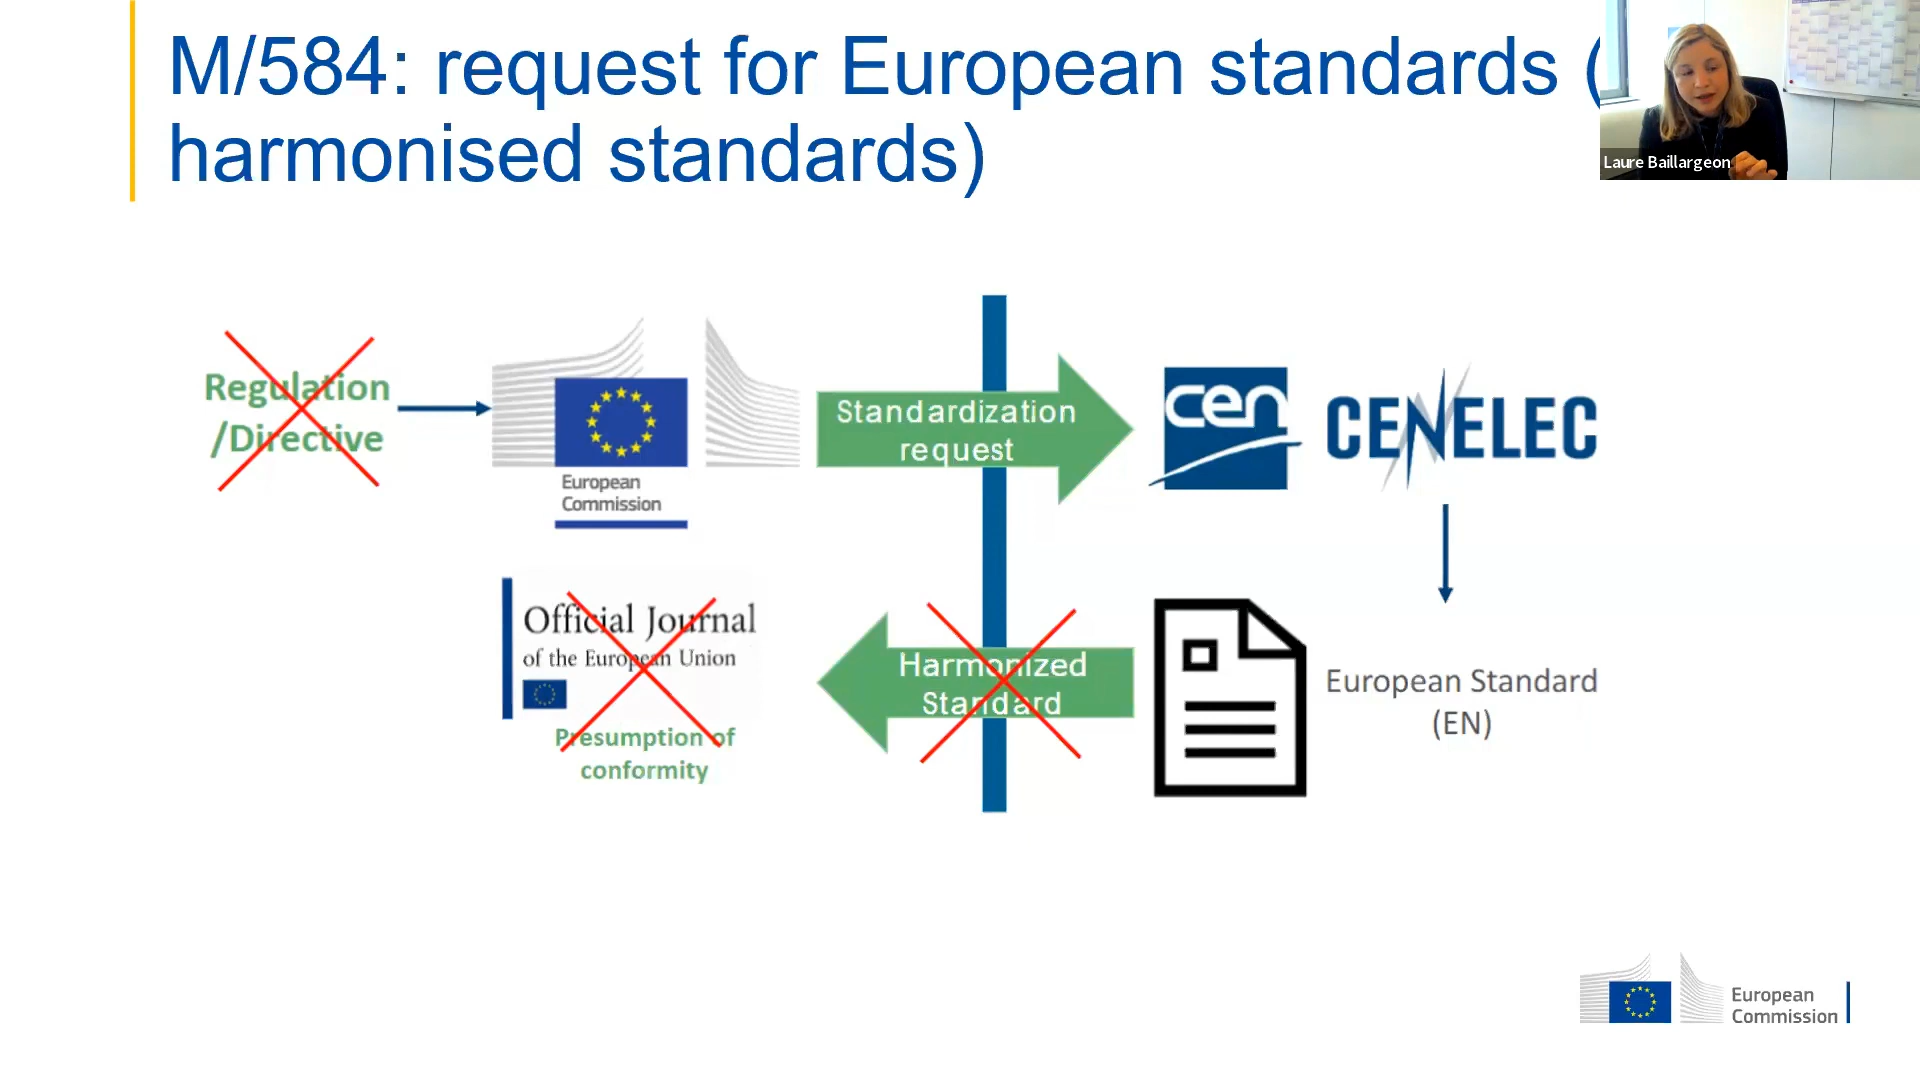 M/584: request for European standards (
harmonised standards)
Laure Baillargeon
Regulation
/Directive
European
Commission
Standardization
request
cen
CENELEC
Official Journal
of the European Union
Presumption of
conformity
Harmonized
Standard
European Standard
(EN)
European
Commission